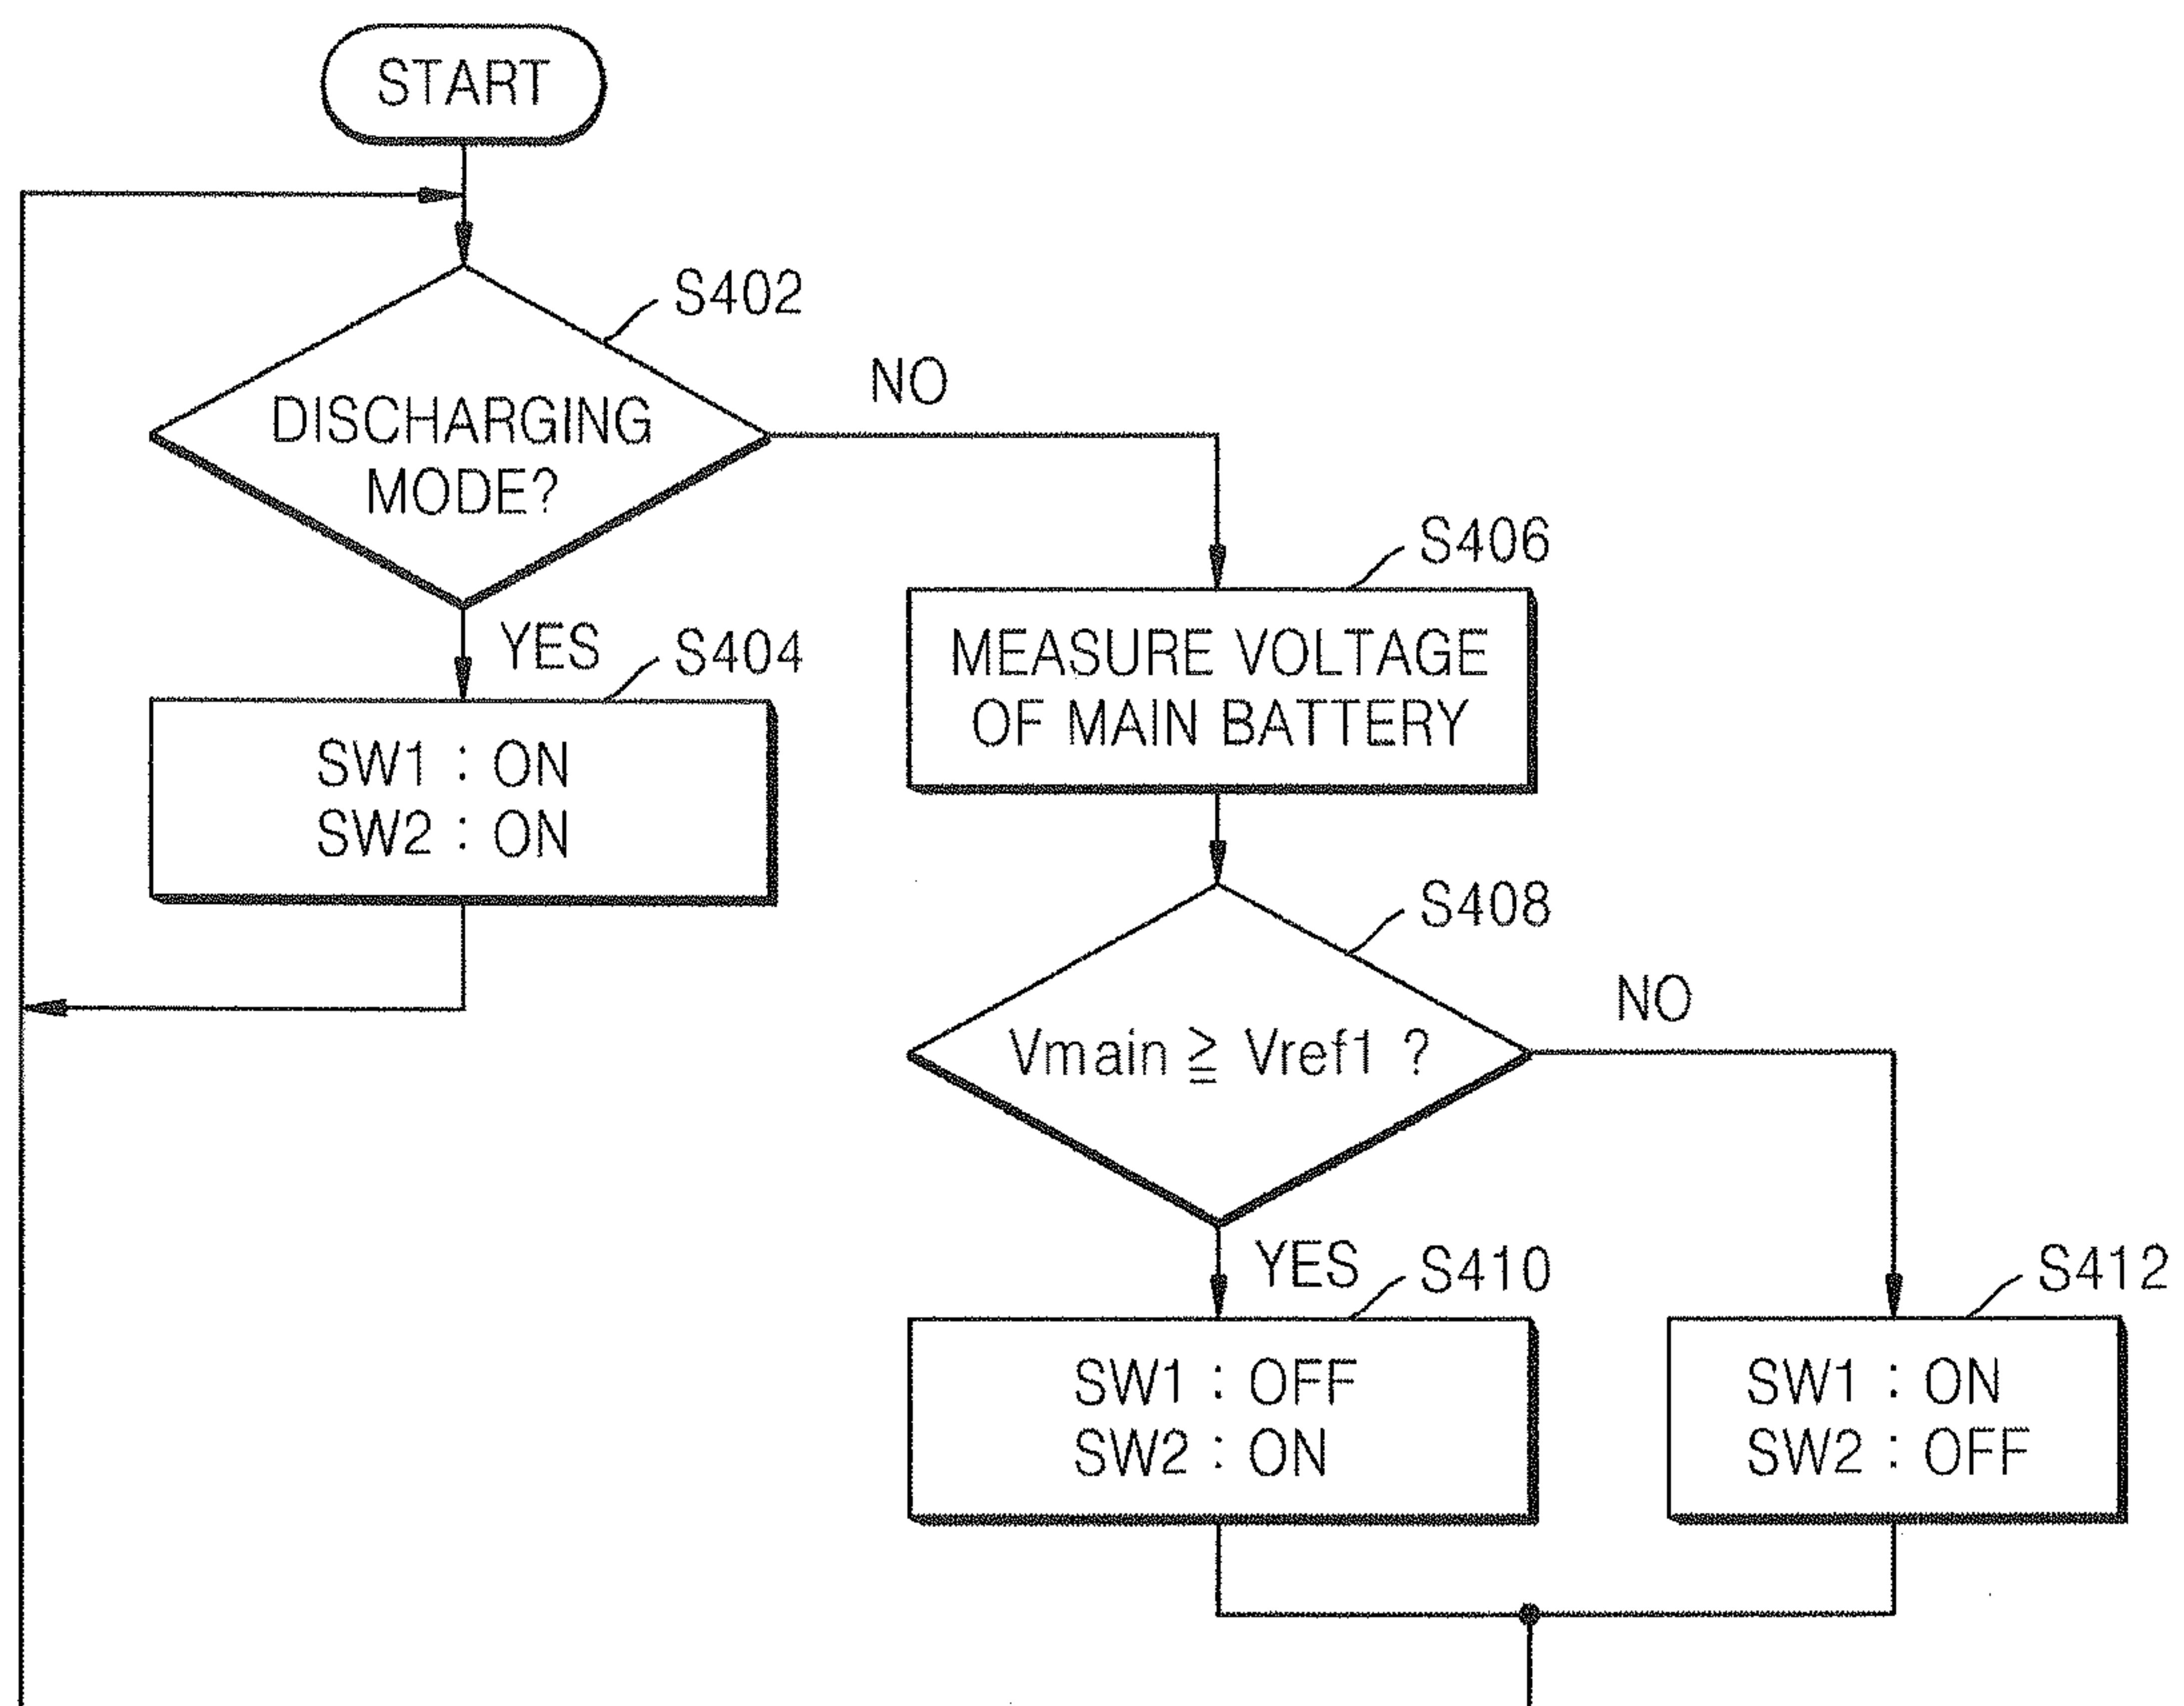 START
S402
DISCHARGING
MODE?
NO
YES
S404
SW1 : ON
SW2 : ON
S406
MEASURE VOLTAGE
OF MAIN BATTERY
S408
Vmain ≧ Vref1 ?
NO
YES
S410
SW1 : OFF
SW2 : ON
S412
SW1 : ON
SW2 : OFF